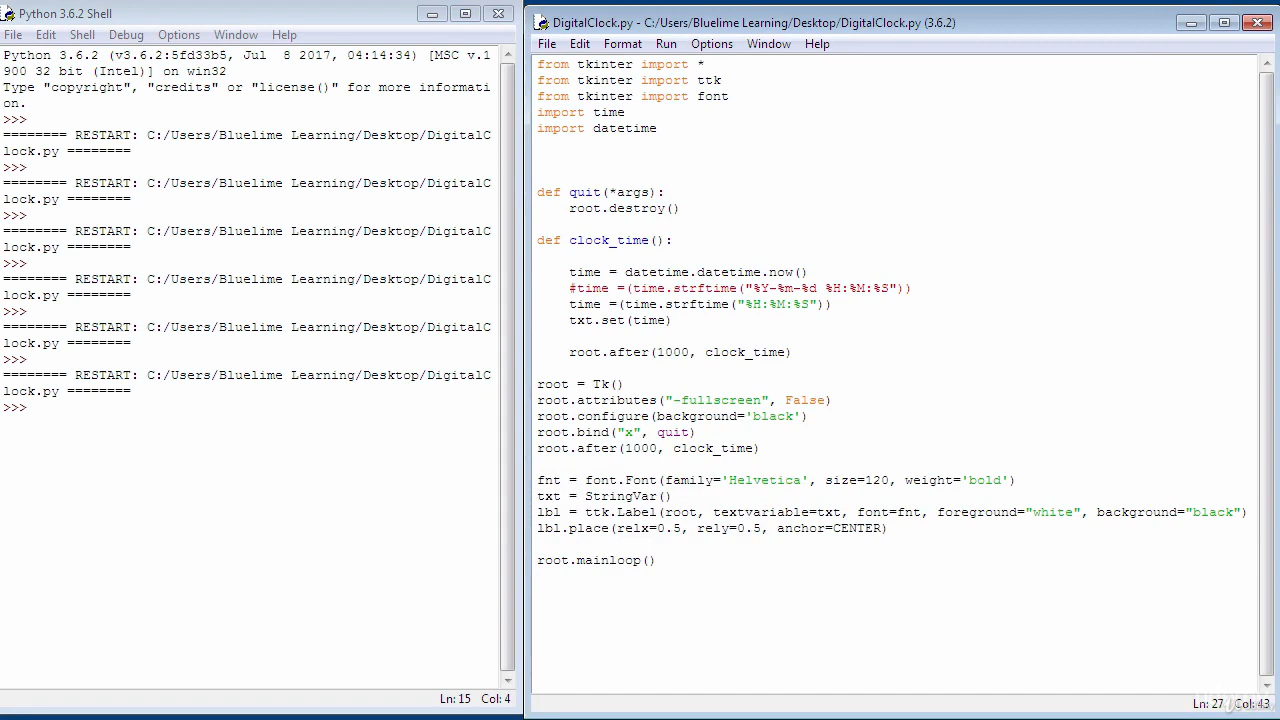 Python 3.6.2 Shell
File Edit Shell Debug Options Window Help
Python 3.6.2 (v3.6.2:5fd33b5, Jul  8 2017, 04:14:34) [MSC v.1
900 32 bit (Intel)] on win32
Type "copyright", "credits" or "license()" for more informati
on.
>>>
======== RESTART: C:/Users/Bluelime Learning/Desktop/DigitalC
lock.py ========
>>>
======== RESTART: C:/Users/Bluelime Learning/Desktop/DigitalC
lock.py ========
>>>
======== RESTART: C:/Users/Bluelime Learning/Desktop/DigitalC
lock.py ========
>>>
======== RESTART: C:/Users/Bluelime Learning/Desktop/DigitalC
lock.py ========
>>>
======== RESTART: C:/Users/Bluelime Learning/Desktop/DigitalC
lock.py ========
>>>
======== RESTART: C:/Users/Bluelime Learning/Desktop/DigitalC
lock.py ========
>>>
Ln: 15 Col: 4
DigitalClock.py - C:/Users/Bluelime Learning/Desktop/DigitalClock.py (3.6.2)
File Edit Format Run Options Window Help
from tkinter import *
from tkinter import ttk
from tkinter import font
import time
import datetime
def quit(*args):
    root.destroy()
def clock_time():
    time = datetime.datetime.now()
    #time =(time.strftime("%Y-%m-%d %H:%M:%S"))
    time =(time.strftime("%H:%M:%S"))
    txt.set(time)
    root.after(1000, clock_time)
root = Tk()
root.attributes("-fullscreen", False)
root.configure(background='black')
root.bind("x", quit)
root.after(1000, clock_time)
fnt = font.Font(family='Helvetica', size=120, weight='bold')
txt = StringVar()
lbl = ttk.Label(root, textvariable=txt, font=fnt, foreground="white", background="black")
lbl.place(relx=0.5, rely=0.5, anchor=CENTER)
root.mainloop()
Ln: 27 Col: 43